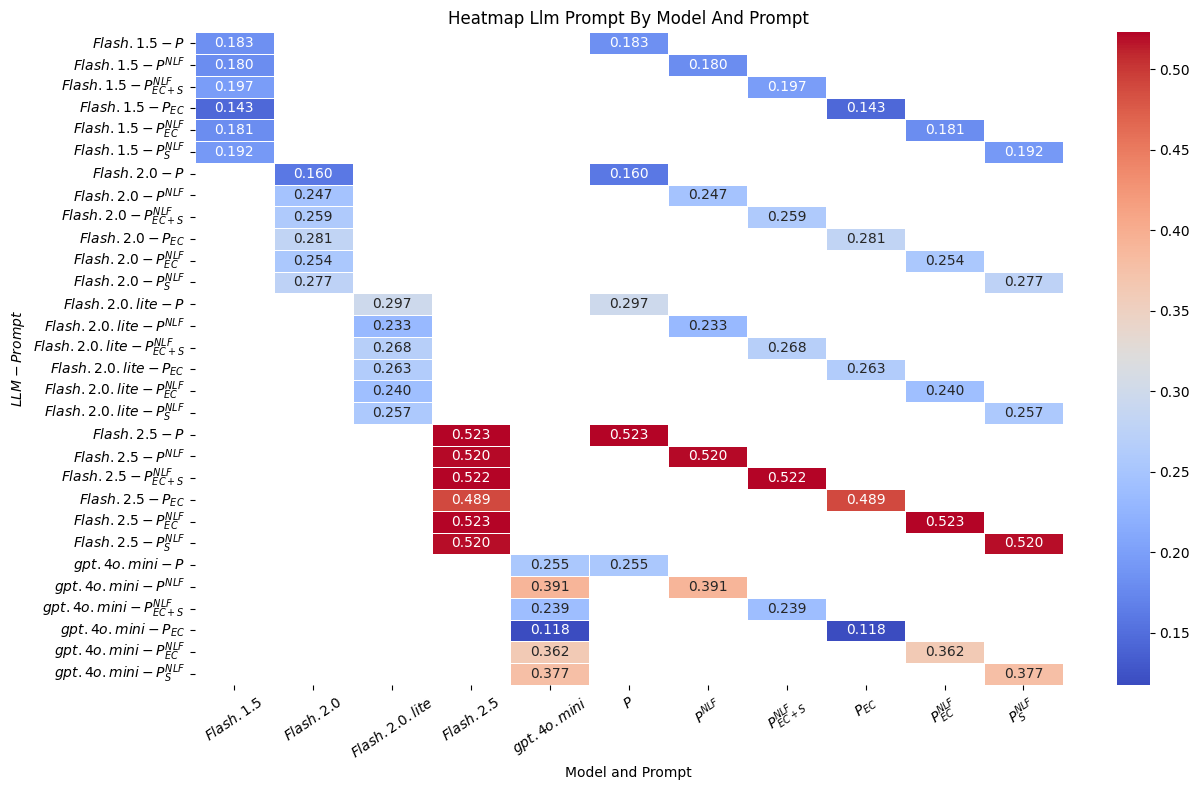 Heatmap Llm Prompt By Model And Prompt
LLM − Prompt
Flash. 1.5 − P 0.183 0.183
Flash. 1.5 − P^{NLF} 0.180 0.180
Flash. 1.5 − P^{NLF}_{EC+S} 0.197 0.197
Flash. 1.5 − P_{EC} 0.143 0.143
Flash. 1.5 − P^{NLF}_{EC} 0.181 0.181
Flash. 1.5 − P^{NLF}_{S} 0.192 0.192
Flash. 2.0 − P 0.160 0.160
Flash. 2.0 − P^{NLF} 0.247 0.247
Flash. 2.0 − P^{NLF}_{EC+S} 0.259 0.259
Flash. 2.0 − P_{EC} 0.281 0.281
Flash. 2.0 − P^{NLF}_{EC} 0.254 0.254
Flash. 2.0 − P^{NLF}_{S} 0.277 0.277
Flash. 2.0. lite − P 0.297 0.297
Flash. 2.0. lite − P^{NLF} 0.233 0.233
Flash. 2.0. lite − P^{NLF}_{EC+S} 0.268 0.268
Flash. 2.0. lite − P_{EC} 0.263 0.263
Flash. 2.0. lite − P^{NLF}_{EC} 0.240 0.240
Flash. 2.0. lite − P^{NLF}_{S} 0.257 0.257
Flash. 2.5 − P 0.523 0.523
Flash. 2.5 − P^{NLF} 0.520 0.520
Flash. 2.5 − P^{NLF}_{EC+S} 0.522 0.522
Flash. 2.5 − P_{EC} 0.489 0.489
Flash. 2.5 − P^{NLF}_{EC} 0.523 0.523
Flash. 2.5 − P^{NLF}_{S} 0.520 0.520
gpt. 4o. mini − P 0.255 0.255
gpt. 4o. mini − P^{NLF} 0.391 0.391
gpt. 4o. mini − P^{NLF}_{EC+S} 0.239 0.239
gpt. 4o. mini − P_{EC} 0.118 0.118
gpt. 4o. mini − P^{NLF}_{EC} 0.362 0.362
gpt. 4o. mini − P^{NLF}_{S} 0.377 0.377
Flash. 1.5 Flash. 2.0 Flash. 2.0. lite Flash. 2.5 gpt. 4o. mini P P^{NLF} P^{NLF}_{EC+S} P_{EC} P^{NLF}_{EC} P^{NLF}_{S}
Model and Prompt
0.50
0.45
0.40
0.35
0.30
0.25
0.20
0.15